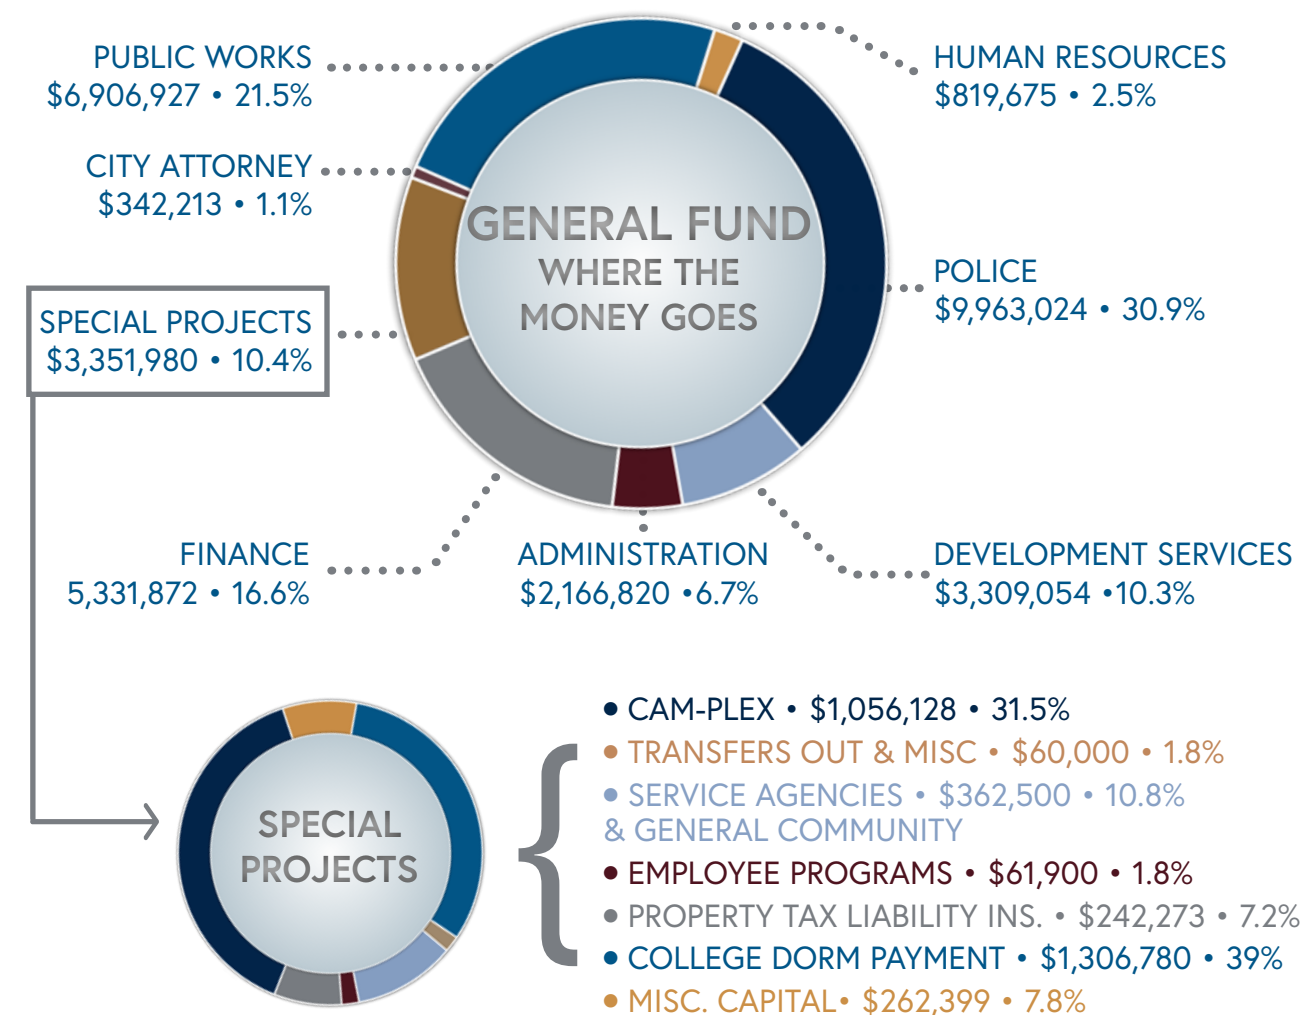 PUBLIC WORKS
$6,906,927 • 21.5%
HUMAN RESOURCES
$819,675 • 2.5%
CITY ATTORNEY
$342,213 • 1.1%
GENERAL FUND
WHERE THE
MONEY GOES
POLICE
$9,963,024 • 30.9%
SPECIAL PROJECTS
$3,351,980 • 10.4%
FINANCE
5,331,872 • 16.6%
ADMINISTRATION
$2,166,820 •6.7%
DEVELOPMENT SERVICES
$3,309,054 •10.3%
SPECIAL
PROJECTS
• CAM-PLEX • $1,056,128 • 31.5%
• TRANSFERS OUT & MISC • $60,000 • 1.8%
• SERVICE AGENCIES • $362,500 • 10.8%
& GENERAL COMMUNITY
• EMPLOYEE PROGRAMS • $61,900 • 1.8%
• PROPERTY TAX LIABILITY INS. • $242,273 • 7.2%
• COLLEGE DORM PAYMENT • $1,306,780 • 39%
• MISC. CAPITAL• $262,399 • 7.8%